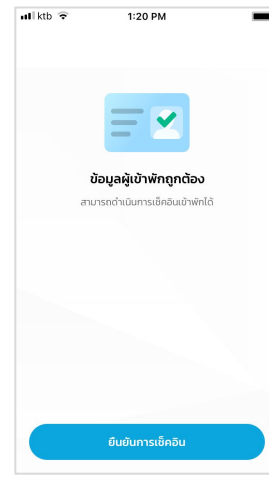 ktb 1:20 PM
ข้อมูลผู้เข้าพักถูกต้อง
สามารถดำเนินการเช็คอินเข้าพักได้
ยืนยันการเช็คอิน